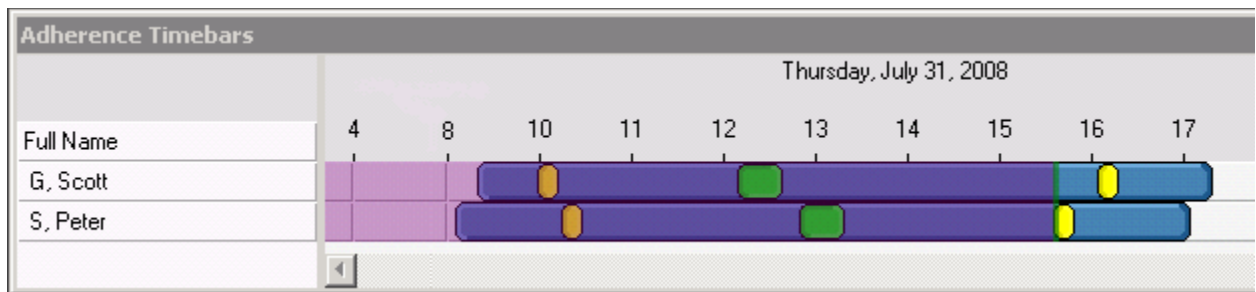 Adherence Timebars
Thursday, July 31, 2008
Full Name 4 8 10 11 12 13 14 15 16 17
G, Scott
S, Peter